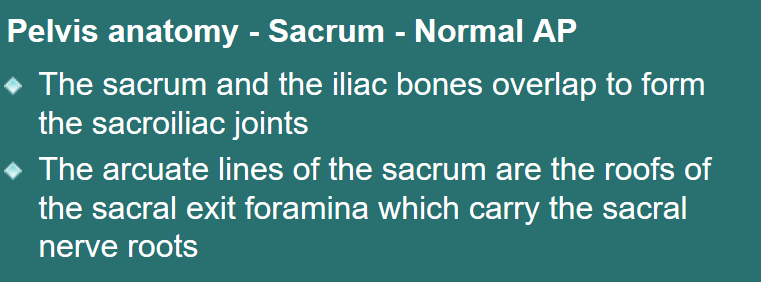 Pelvis anatomy - Sacrum - Normal AP
The sacrum and the iliac bones overlap to form
the sacroiliac joints
The arcuate lines of the sacrum are the roofs of
the sacral exit foramina which carry the sacral
nerve roots